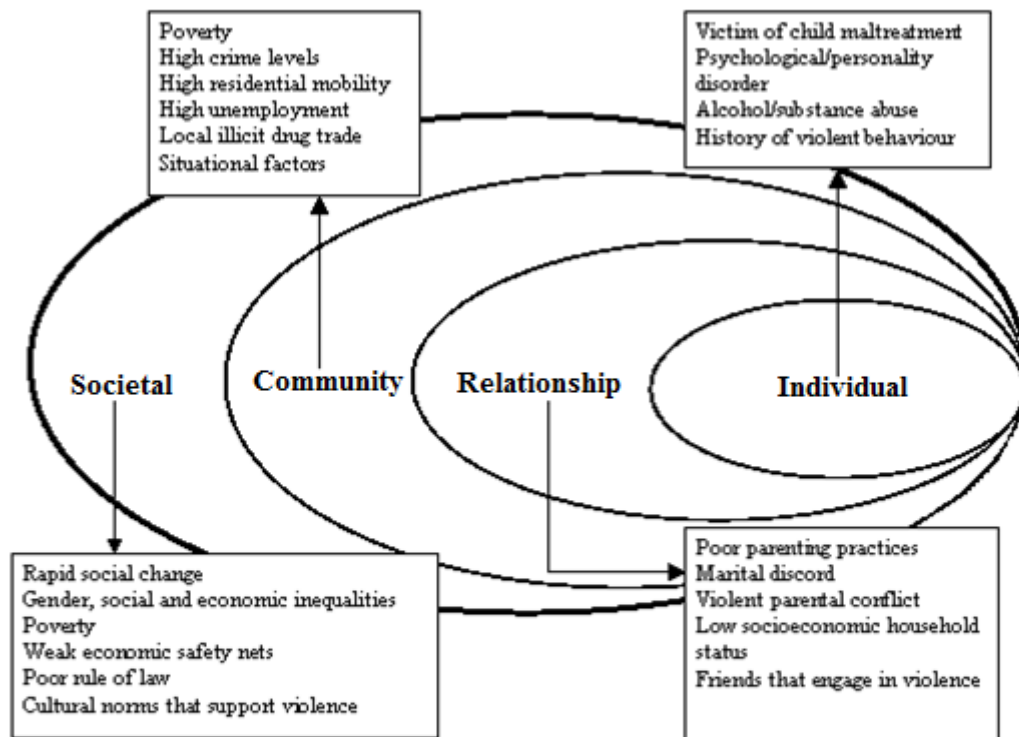 Poverty
High crime levels
High residential mobility
High unemployment
Local illicit drug trade
Situational factors
Victim of child maltreatment
Psychological/personality
disorder
Alcohol/substance abuse
History of violent behaviour
Societal
Community
Relationship
Individual
Rapid social change
Gender, social and economic inequalities
Poverty
Weak economic safety nets
Poor rule of law
Cultural norms that support violence
Poor parenting practices
Marital discord
Violent parental conflict
Low socioeconomic household
status
Friends that engage in violence